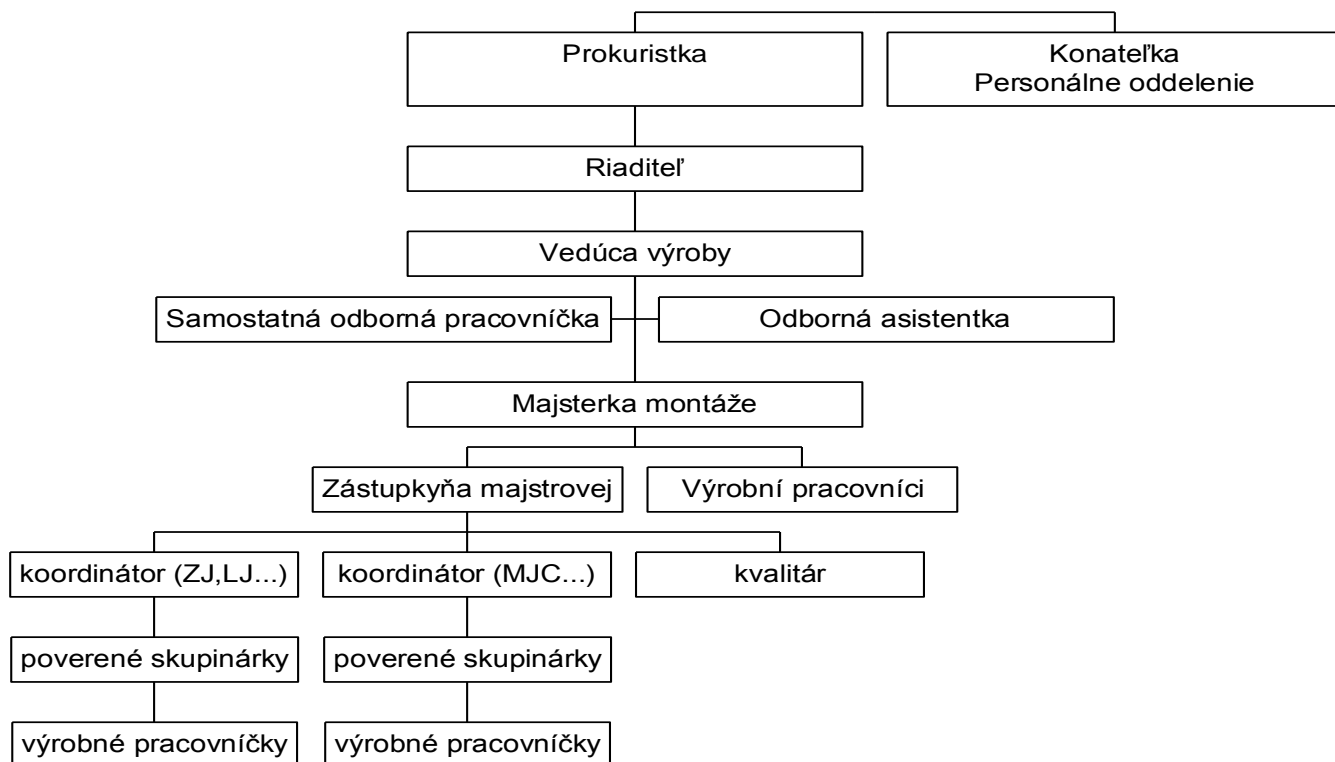 Prokuristka
Konateľka
Personálne oddelenie
Riaditeľ
Vedúca výroby
Samostatná odborná pracovníčka
Odborná asistentka
Majsterka montáže
Zástupkyňa majstrovej
Výrobní pracovníci
koordinátor (ZJ,LJ...)
koordinátor (MJC...)
kvalitár
poverené skupinárky
poverené skupinárky
výrobné pracovníčky
výrobné pracovníčky